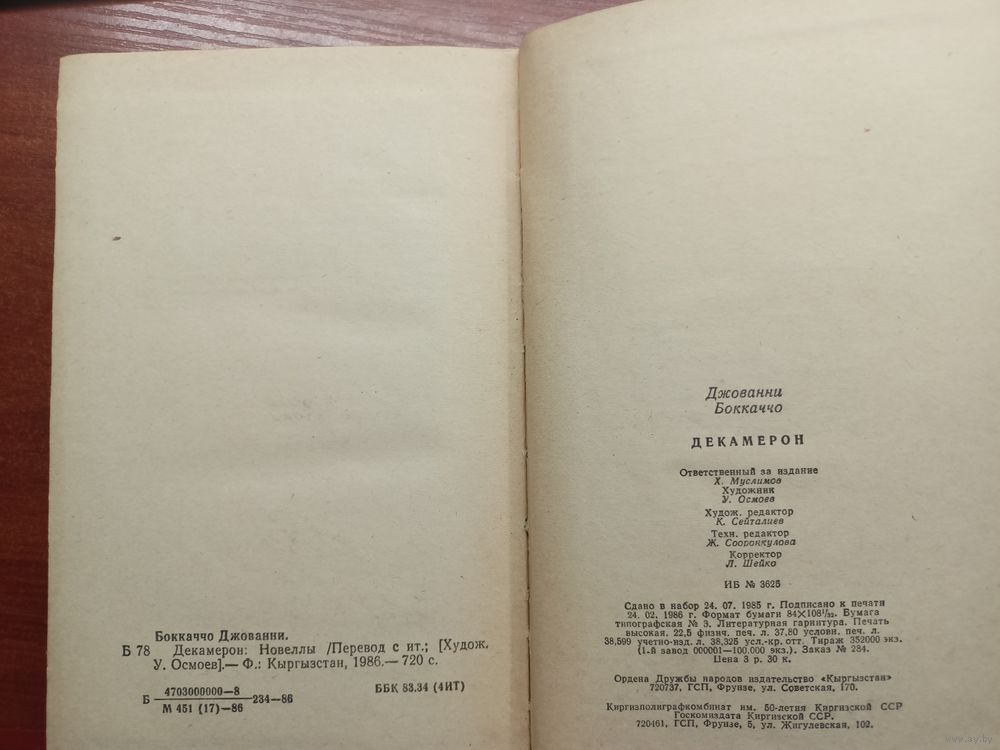 Боккаччо Джованни.
Б 78 Декамерон: Новеллы /Перевод с ит.; [Худож.
У. Осмоев].— Ф.: Кыргызстан, 1986.— 720 с.
Б 4703000000—8 234—86
М 451 (17)—86
ББК 83.34 (4ИТ)
Джованни
Боккаччо
ДЕКАМЕРОН
Ответственный за издание
Х. Муслимов
Художник
У. Осмоев
Худож. редактор
К. Сейталиев
Техн. редактор
Ж. Сооронкулова
Корректор
Л. Шейко
ИБ № 3625
Сдано в набор 24. 07. 1985 г. Подписано к печати
24. 02. 1986 г. Формат бумаги 84×108¹/₃₂. Бумага
типографская № 3. Литературная гарнитура. Печать
высокая. 22,5 физич. печ. л. 37,80 условн. печ. л.
38,599 учетно-изд. л. 38,325 усл.-кр. отт. Тираж 352000 экз.
(1-й завод 000001—100.000 экз.). Заказ № 284.
Цена 3 р. 30 к.
Ордена Дружбы народов издательство «Кыргызстан»
720737, ГСП, Фрунзе, ул. Советская, 170.
Киргизполиграфкомбинат им. 50-летия Киргизской ССР
Госкомиздата Киргизской ССР.
720461, ГСП, Фрунзе, 5, ул. Жигулевская, 102.
www.ay.by